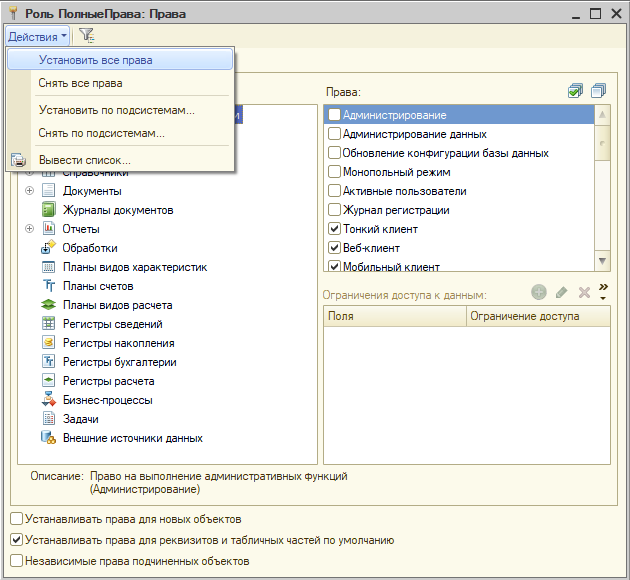 Роль ПолныеПрава: Права
Действия
Установить все права
Снять все права
Установить по подсистемам...
Снять по подсистемам...
Вывести список...
Документы
Журналы документов
Отчеты
Обработки
Планы видов характеристик
Планы счетов
Планы видов расчета
Регистры сведений
Регистры накопления
Регистры бухгалтерии
Регистры расчета
Бизнес-процессы
Задачи
Внешние источники данных
Права:
Администрирование
Администрирование данных
Обновление конфигурации базы данных
Монопольный режим
Активные пользователи
Журнал регистрации
Тонкий клиент
Веб-клиент
Мобильный клиент
Ограничения доступа к данным:
Поля Ограничение доступа
Описание: Право на выполнение административных функций
(Администрирование)
Устанавливать права для новых объектов
Устанавливать права для реквизитов и табличных частей по умолчанию
Независимые права подчиненных объектов